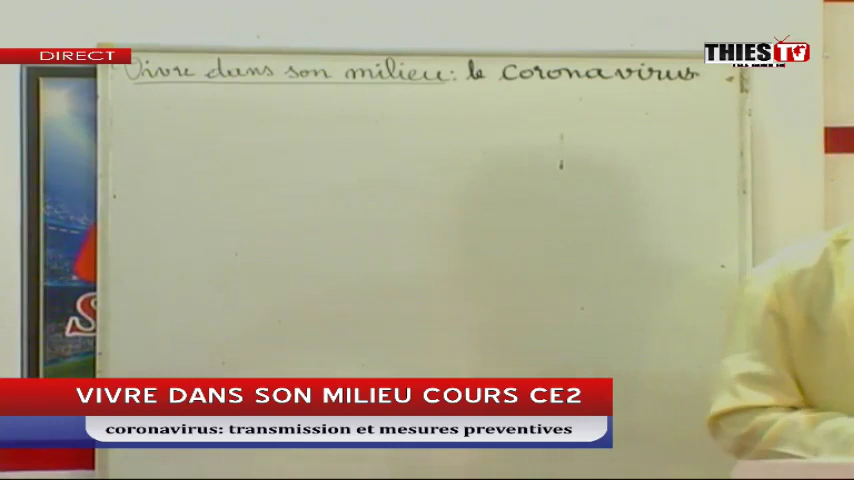 DIRECT
THIES TV
Vivre dans son milieu : le coronavirus
VIVRE DANS SON MILIEU COURS CE2
coronavirus: transmission et mesures preventives